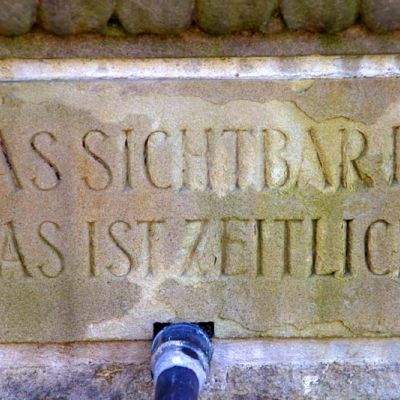 AS SICHTBAR I
AS IST ZEITLIC